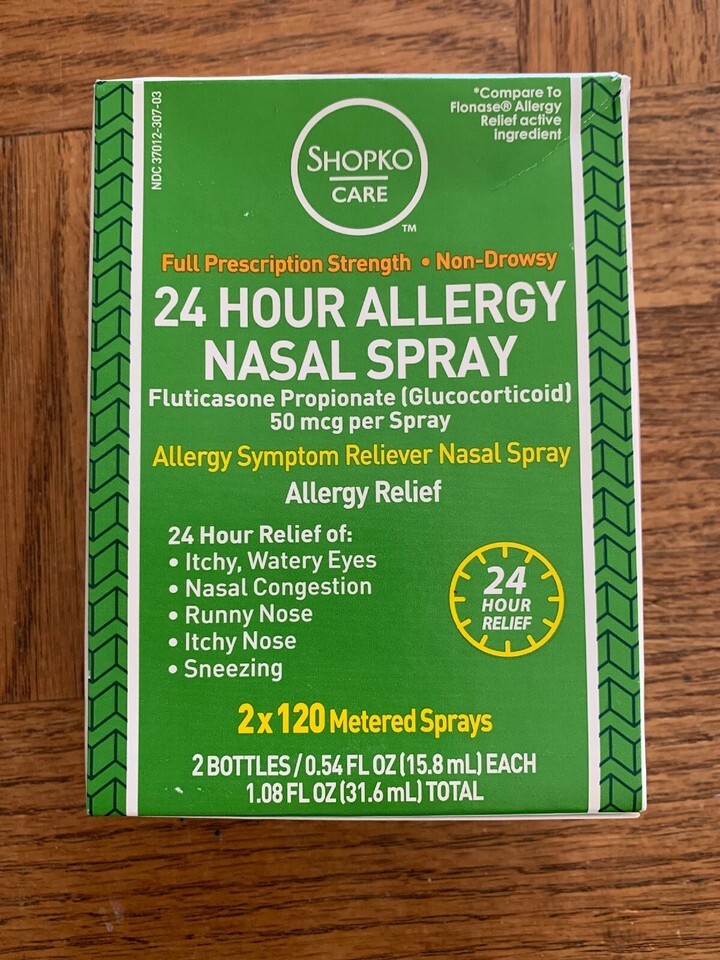 NDC 37012-307-03
*Compare To
Flonase® Allergy
Relief active
ingredient
SHOPKO
CARE
TM
Full Prescription Strength • Non-Drowsy
24 HOUR ALLERGY
NASAL SPRAY
Fluticasone Propionate (Glucocorticoid)
50 mcg per Spray
Allergy Symptom Reliever Nasal Spray
Allergy Relief
24 Hour Relief of:
• Itchy, Watery Eyes
• Nasal Congestion
• Runny Nose
• Itchy Nose
• Sneezing
24
HOUR
RELIEF
2 x 120 Metered Sprays
2 BOTTLES / 0.54 FL OZ (15.8 mL) EACH
1.08 FL OZ (31.6 mL) TOTAL